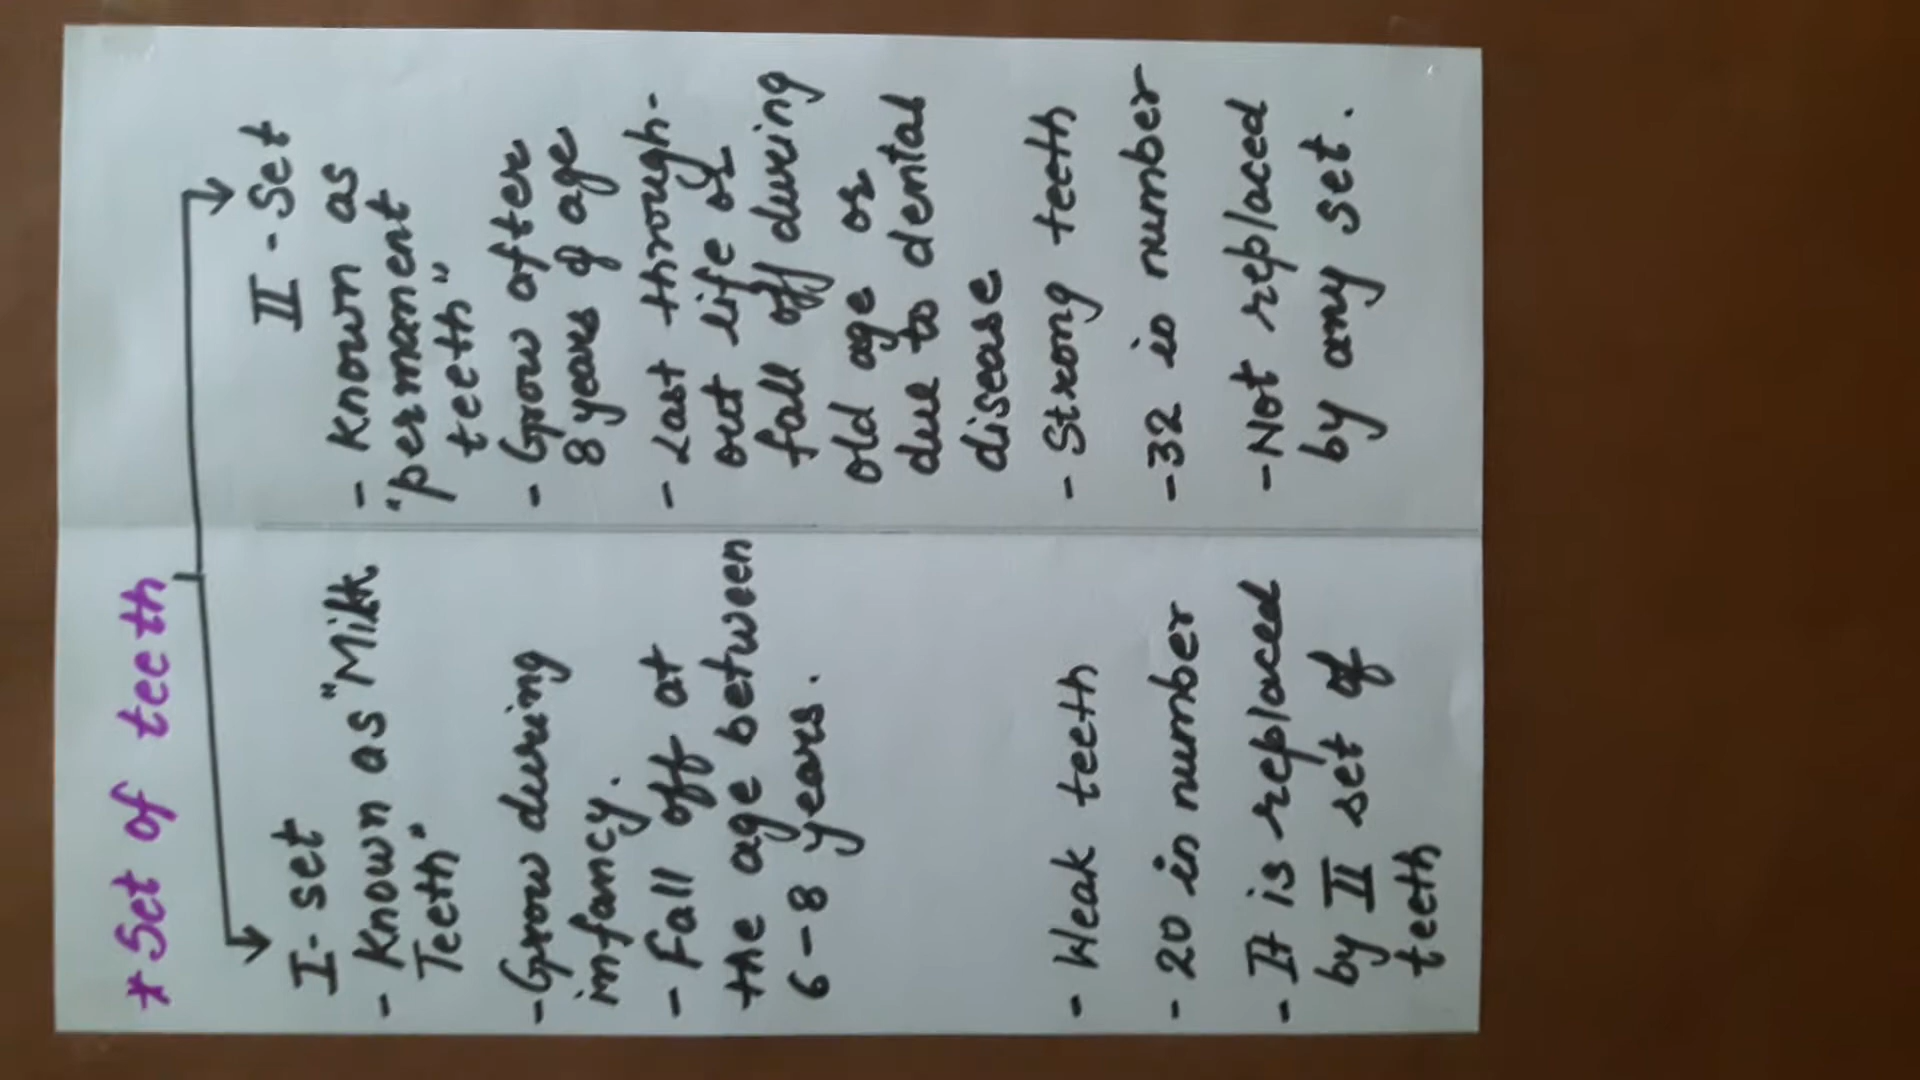 * Set of teeth
I - set
- Known as "Milk
Teeth"
- Grow during
infancy.
- Fall off at
the age between
6 - 8 years.
- Weak teeth
- 20 in number
- It is replaced
by II set of
teeth
II - Set
- Known as
"permanent
teeth"
- Grow after
8 years of age
- Last through-
out life or
fall off during
old age or
due to dental
disease
- Strong teeth
- 32 in number
- Not replaced
by any set.